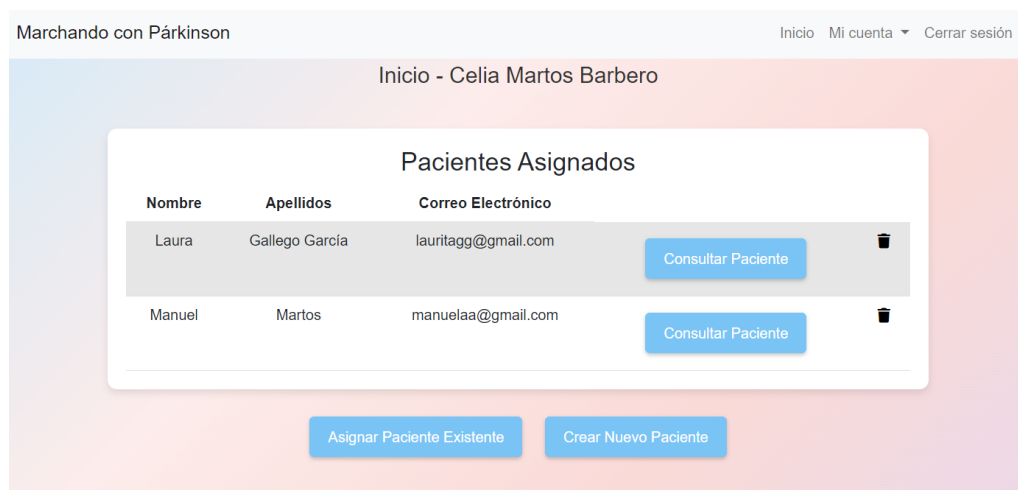 Marchando con Párkinson Inicio Mi cuenta Cerrar sesión
Inicio - Celia Martos Barbero
Pacientes Asignados
Nombre Apellidos Correo Electrónico
Laura Gallego García lauritagg@gmail.com Consultar Paciente
Manuel Martos manuelaa@gmail.com Consultar Paciente
Asignar Paciente Existente Crear Nuevo Paciente